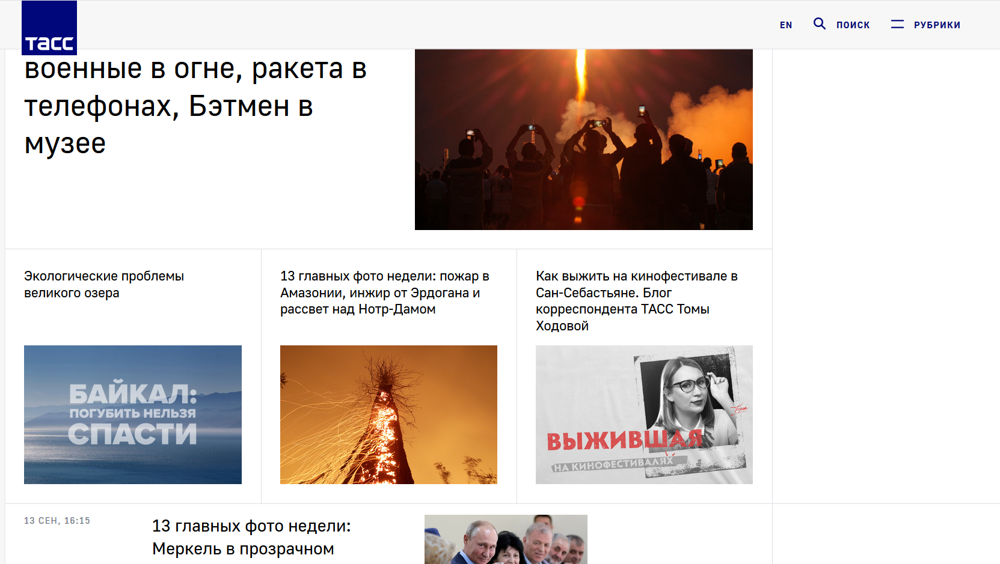 тасс
EN
ПОИСК
РУБРИКИ
военные в огне, ракета в
телефонах, Бэтмен в
музее
Экологические проблемы
великого озера
БАЙКАЛ:
ПОГУБИТЬ НЕЛЬЗЯ
СПАСТИ
13 главных фото недели: пожар в
Амазонии, инжир от Эрдогана и
рассвет над Нотр-Дамом
Как выжить на кинофестивале в
Сан-Себастьяне. Блог
корреспондента ТАСС Томы
Ходовой
ВЫЖИВШАЯ
НА КИНОФЕСТИВАЛЯХ
13 СЕН, 16:15
13 главных фото недели:
Меркель в прозрачном